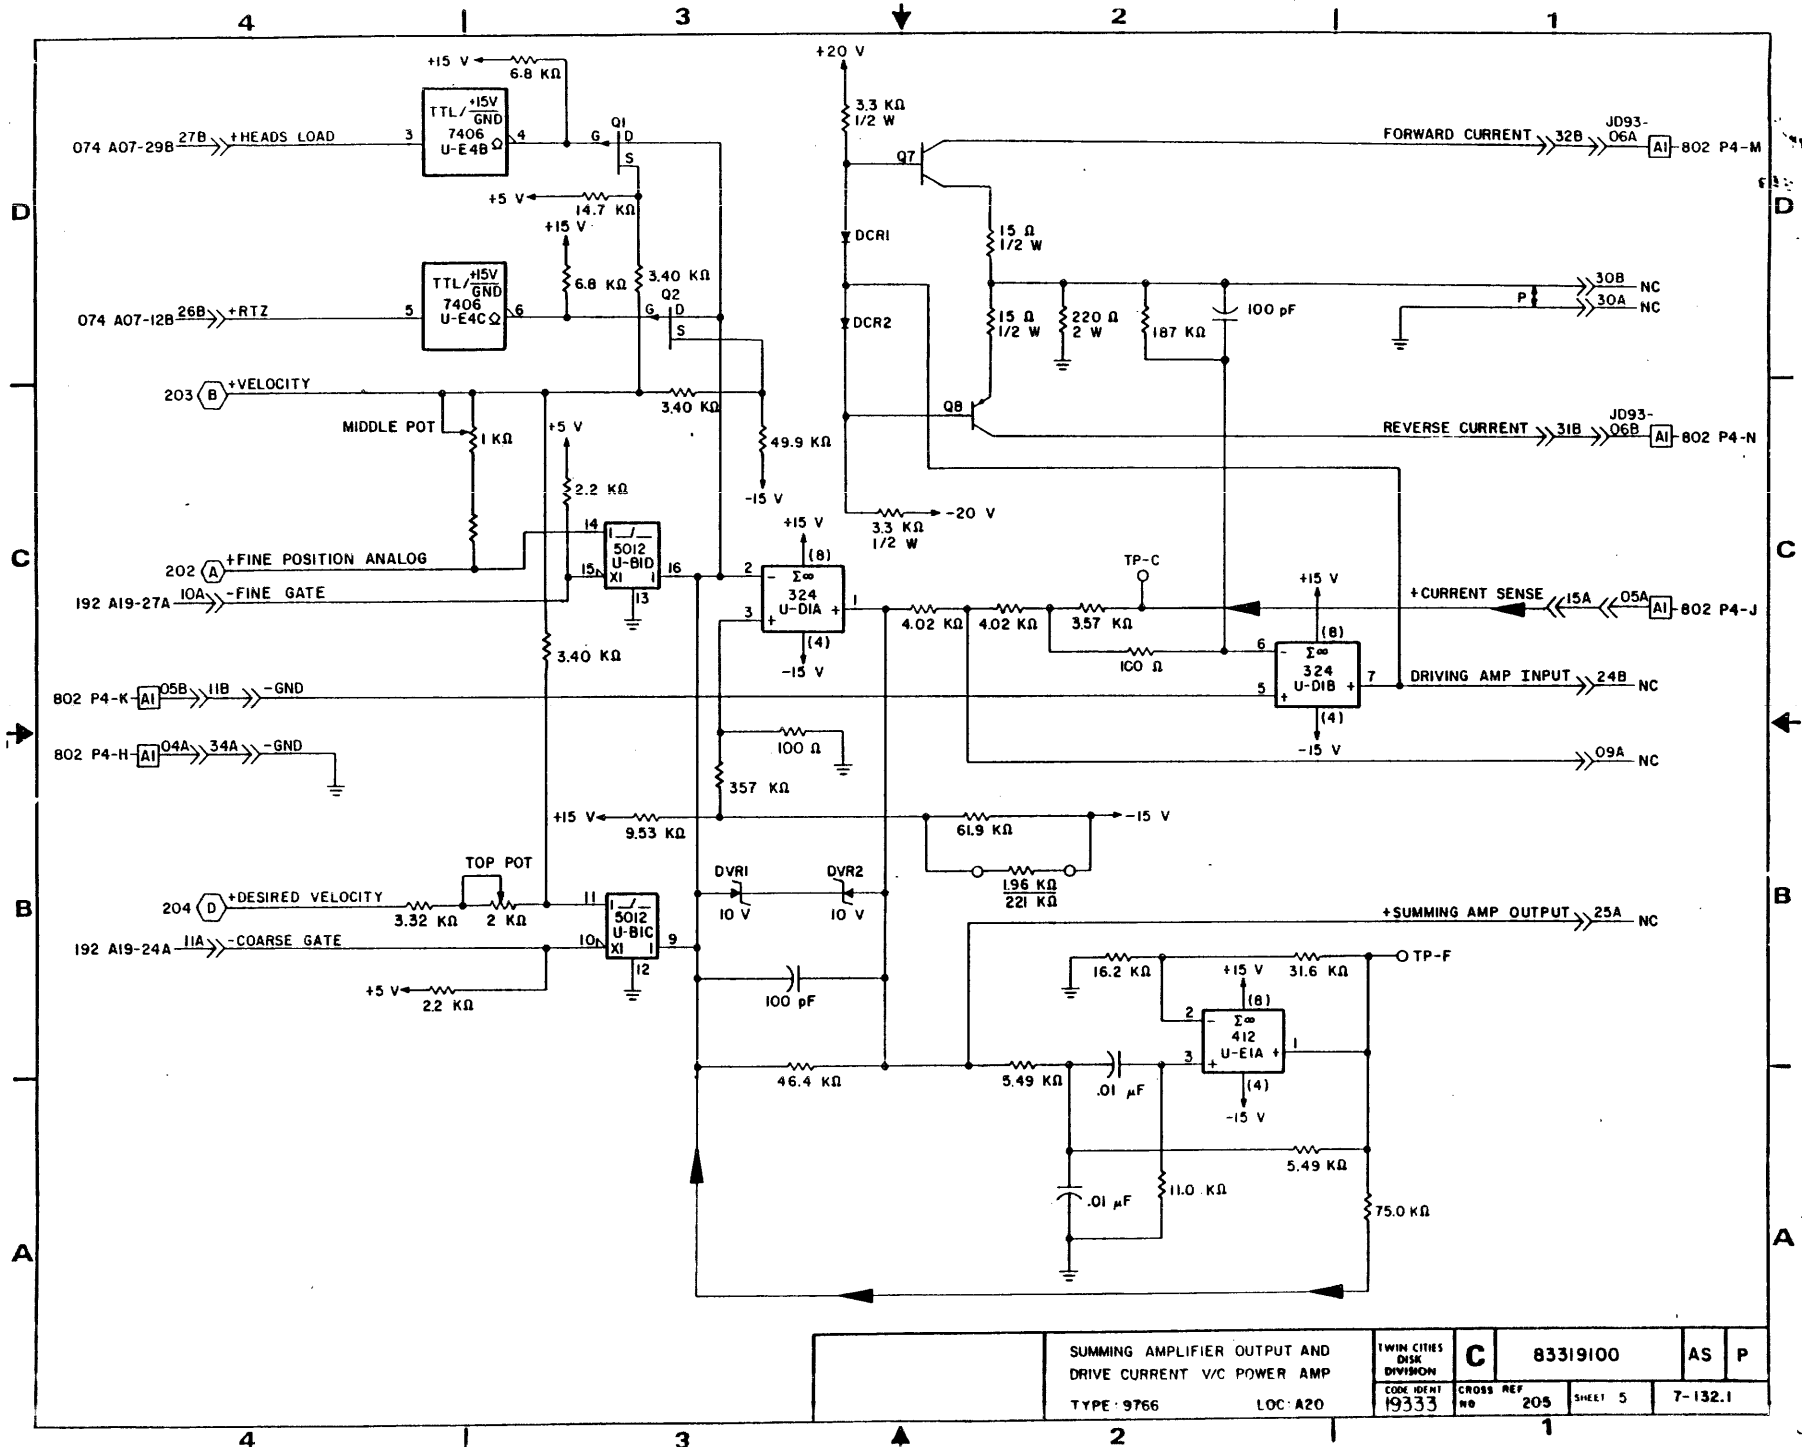 4 3 2 1
+15 V
6.8 KΩ
+20 V
TTL/ +15V
GND
7406
U-E4B Ω
3
4
074 A07-29B 27B +HEADS LOAD
Q1
G D
S
3.3 KΩ
1/2 W
Q7
FORWARD CURRENT 32B JD93-
06A
A1 802 P4-M
D
D
+5 V
14.7 KΩ
+15 V
DCR1
15 Ω
1/2 W
TTL/ +15V
GND
7406
U-E4C Ω
5
6
074 A07-12B 26B +RTZ
6.8 KΩ
3.40 KΩ
Q2
G D
S
DCR2
15 Ω
1/2 W
220 Ω
2 W
187 KΩ
100 pF
30B NC
P
30A NC
203 B +VELOCITY
3.40 KΩ
MIDDLE POT
1 KΩ
+5 V
49.9 KΩ
-15 V
Q8
REVERSE CURRENT 31B JD93-
06B
A1 802 P4-N
2.2 KΩ
3.3 KΩ
1/2 W
-20 V
C
C
14
5012
U-B1D
15 X1 1 16
13
202 A +FINE POSITION ANALOG
192 A19-27A 10A -FINE GATE
+15 V
(8)
2 -
Σ∞
324
U-D1A +
1
3
+
(4)
-15 V
4.02 KΩ
4.02 KΩ
TP-C
3.57 KΩ
100 Ω
+CURRENT SENSE 15A 05A A1 802 P4-J
+15 V
(8)
6 -
Σ∞
324
U-D1B +
7
5
+
(4)
-15 V
DRIVING AMP INPUT 24B NC
3.40 KΩ
802 P4-K A1 05B 11B -GND
802 P4-H A1 04A 34A -GND
100 Ω
09A NC
357 KΩ
+15 V
9.53 KΩ
61.9 KΩ
-15 V
1.96 KΩ
221 KΩ
TOP POT
DVR1
10 V
DVR2
10 V
B
B
204 D +DESIRED VELOCITY
3.32 KΩ
2 KΩ
11
5012
U-B1C
10 X1 1 9
12
192 A19-24A 11A -COARSE GATE
+5 V
2.2 KΩ
100 pF
+SUMMING AMP OUTPUT 25A NC
16.2 KΩ
+15 V
31.6 KΩ
TP-F
(8)
2 -
Σ∞
412
U-E1A +
1
3
+
(4)
-15 V
46.4 KΩ
5.49 KΩ
.01 µF
5.49 KΩ
.01 µF
11.0 KΩ
75.0 KΩ
A
A
SUMMING AMPLIFIER OUTPUT AND
DRIVE CURRENT V/C POWER AMP
TYPE: 9766 LOC: A20
TWIN CITIES
DISK
DIVISION
C 83319100 AS P
CODE IDENT
19333
CROSS REF
NO 205
SHEET 5
7-132.1
4 3 2 1